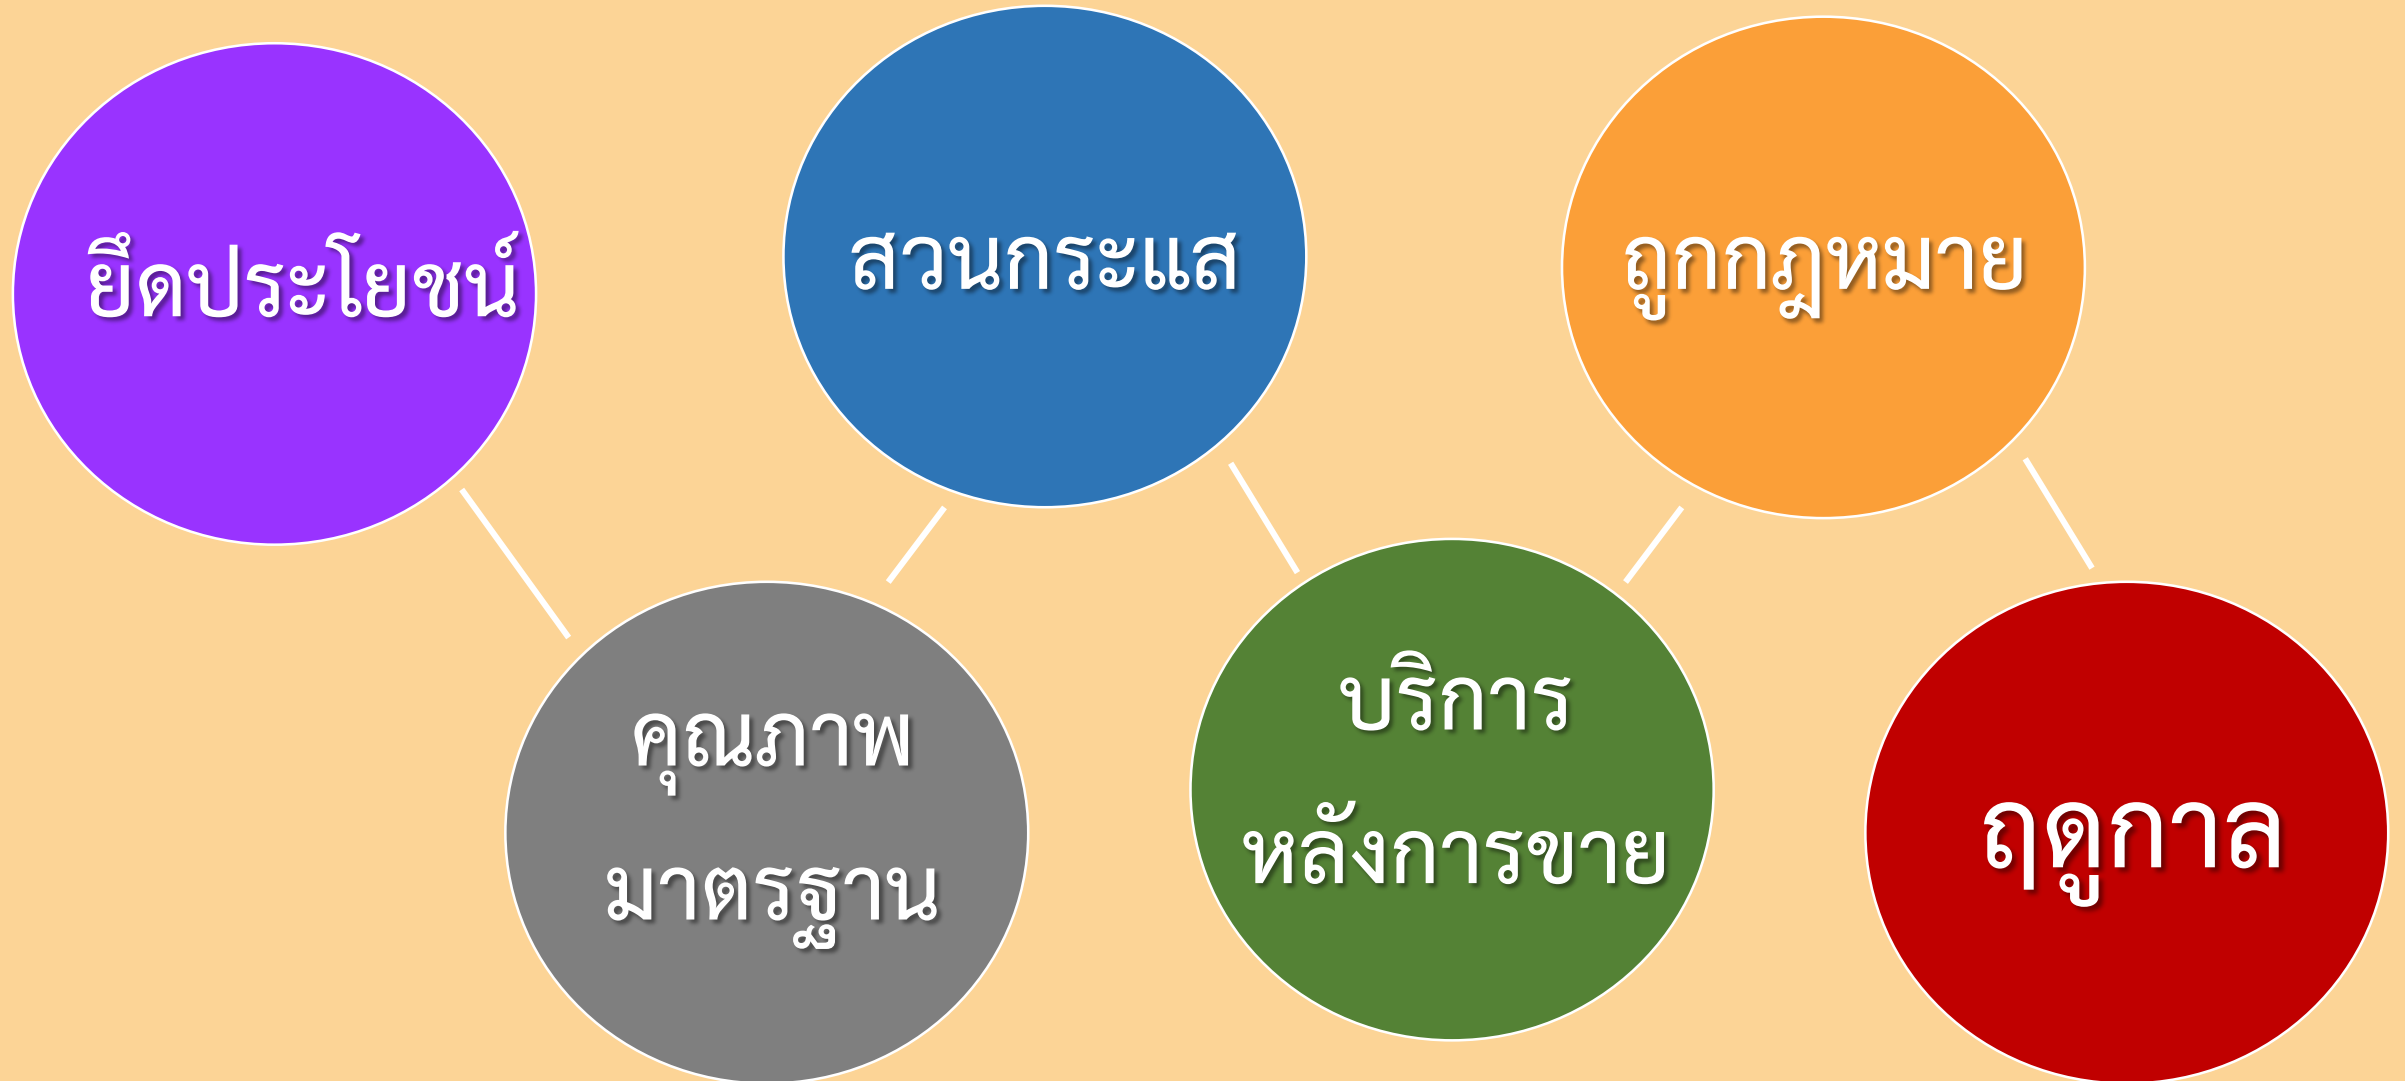 ยึดประโยชน์
สวนกระแส
ถูกกฎหมาย
คุณภาพ
มาตรฐาน
บริการ
หลังการขาย
ฤดูกาล